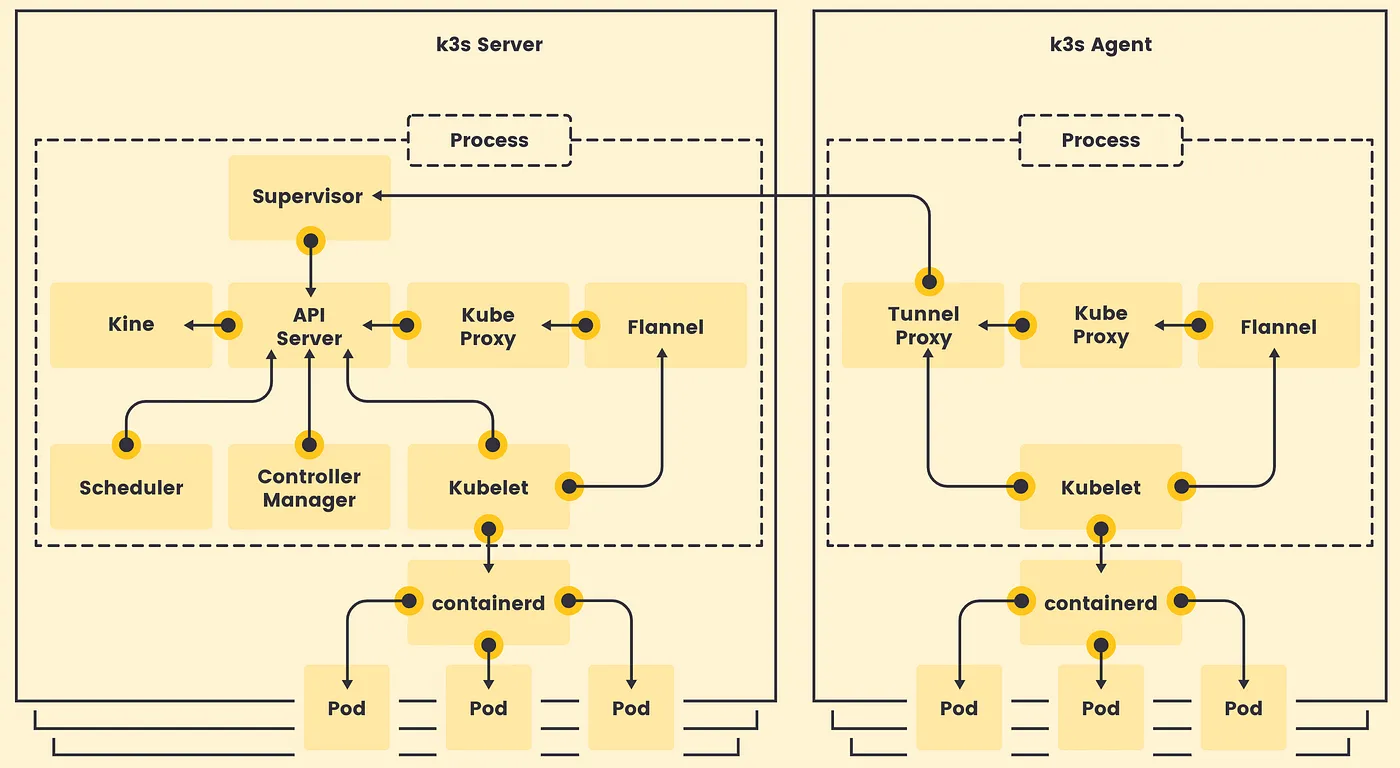 k3s Server
Process
Supervisor
Kine
API
Server
Kube
Proxy
Flannel
Scheduler
Controller
Manager
Kubelet
containerd
Pod
Pod
Pod
k3s Agent
Process
Tunnel
Proxy
Kube
Proxy
Flannel
Kubelet
containerd
Pod
Pod
Pod